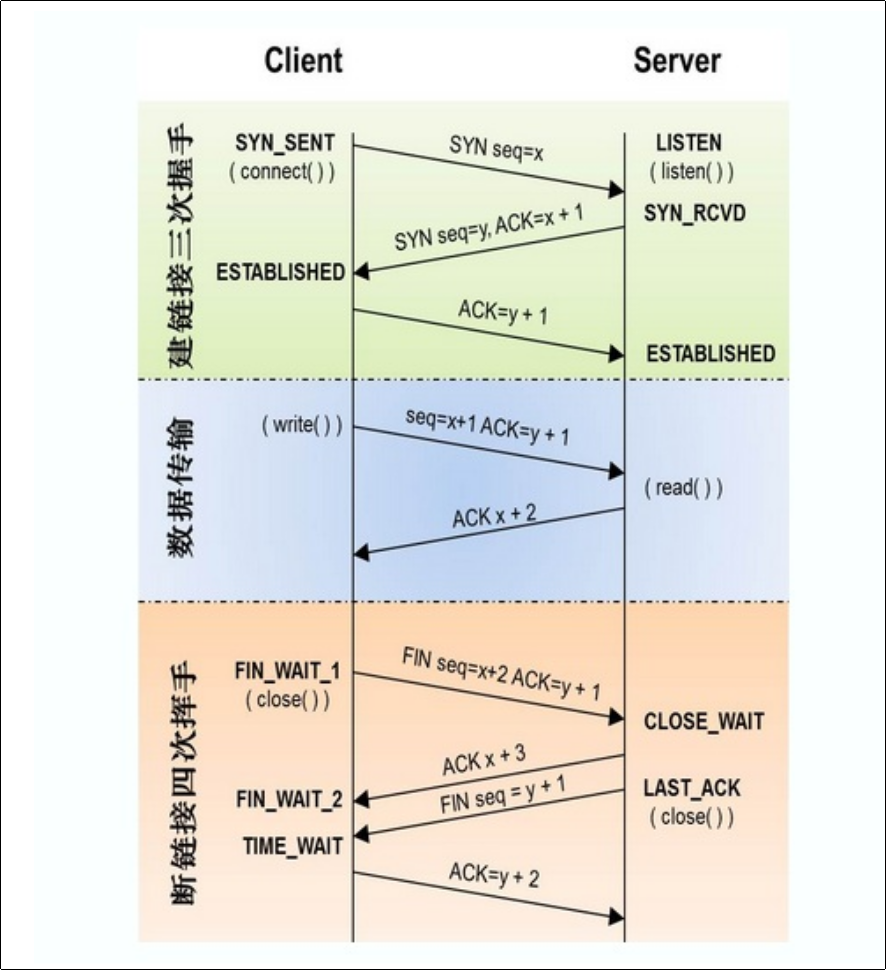 Client
Server
建链接三次握手
SYN_SENT
( connect( ) )
SYN seq=x
LISTEN
( listen( ) )
SYN_RCVD
SYN seq=y, ACK=x + 1
ESTABLISHED
ACK=y + 1
ESTABLISHED
数据传输
( write( ) )
seq=x+1 ACK=y + 1
( read( ) )
ACK x + 2
断链接四次挥手
FIN_WAIT_1
( close( ) )
FIN seq=x+2 ACK=y + 1
CLOSE_WAIT
ACK x + 3
FIN_WAIT_2
FIN seq = y + 1
LAST_ACK
( close( ) )
TIME_WAIT
ACK=y + 2